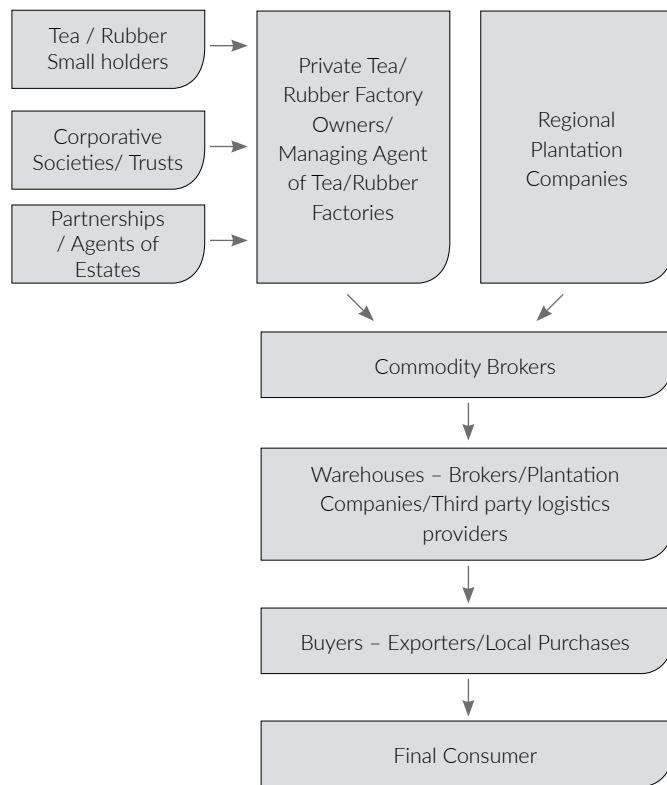 Tea / Rubber
Small holders
Corporative
Societies/ Trusts
Partnerships
/ Agents of
Estates
Private Tea/
Rubber Factory
Owners/
Managing Agent
of Tea/Rubber
Factories
Regional
Plantation
Companies
Commodity Brokers
Warehouses – Brokers/Plantation
Companies/Third party logistics
providers
Buyers – Exporters/Local Purchases
Final Consumer